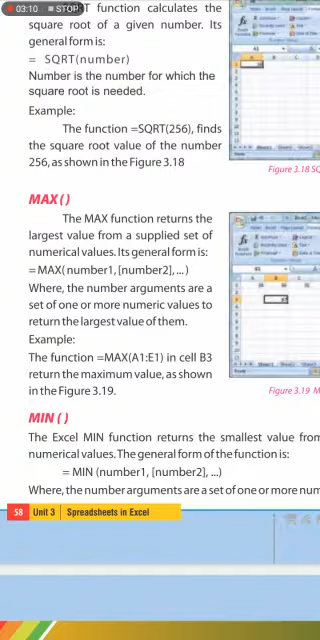 03:10 STOP
SQRT function calculates the
square root of a given number. Its
general form is:
= SQRT(number)
Number is the number for which the
square root is needed.
Example:
The function =SQRT(256), finds
the square root value of the number
256, as shown in the Figure 3.18
Figure 3.18 SQ
MAX ( )
The MAX function returns the
largest value from a supplied set of
numerical values. Its general form is:
= MAX( number1, [number2], ... )
Where, the number arguments are a
set of one or more numeric values to
return the largest value of them.
Example:
The function =MAX(A1:E1) in cell B3
return the maximum value, as shown
in the Figure 3.19.
Figure 3.19 M
MIN ( )
The Excel MIN function returns the smallest value from
numerical values. The general form of the function is:
= MIN (number1, [number2], ...)
Where, the number arguments are a set of one or more num
58 Unit 3 Spreadsheets in Excel